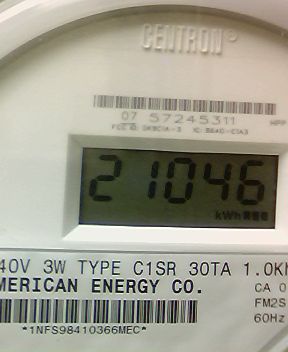 CENTRON®
07 57245311
21046
kWh
40V 3W TYPE C1SR 30TA 1.0Kh
MERICAN ENERGY CO.
CA 0
FM2S
60Hz
*1NFS98410366MEC*